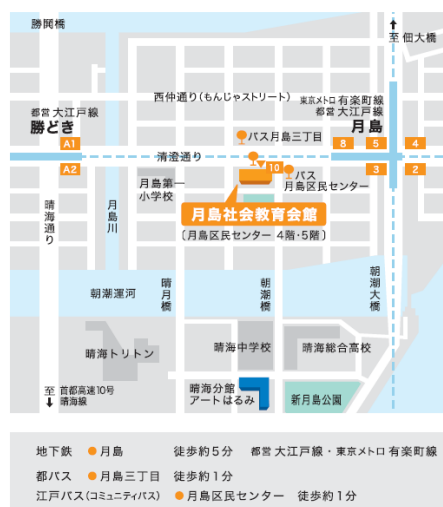 勝鬨橋
至 佃大橋
西仲通り(もんじゃストリート)
東京メトロ 有楽町線
都営 大江戸線
月島
都営 大江戸線
勝どき
バス月島三丁目
A1
清澄通り
8
5
4
A2
10
3
2
バス
月島区民センター
月島第一
小学校
月島社会教育会館
〔月島区民センター 4階・5階〕
晴海通り
月島川
朝潮運河
晴月橋
朝潮橋
朝潮大橋
晴海トリトン
晴海中学校
晴海総合高校
至 首都高速10号
晴海線
晴海分館
アートはるみ
新月島公園
地下鉄 ●月島 徒歩約5分 都営 大江戸線・東京メトロ 有楽町線
都バス ●月島三丁目 徒歩約1分
江戸バス(コミュニティバス) ●月島区民センター 徒歩約1分